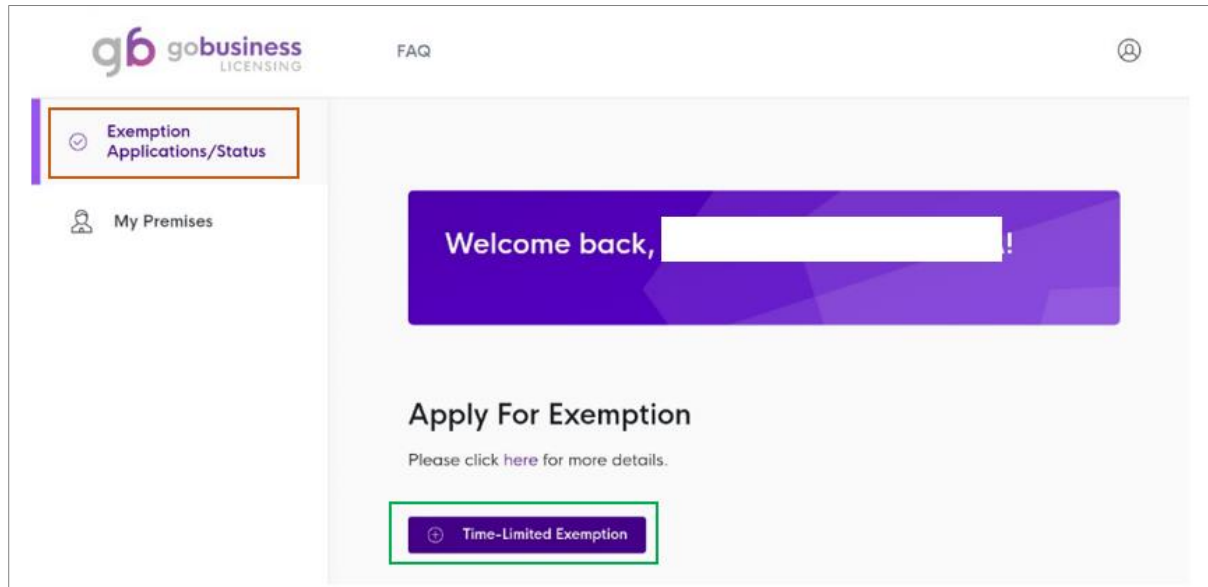 gb gobusiness
LICENSING
FAQ
Exemption
Applications/Status
My Premises
Welcome back, !
Apply For Exemption
Please click here for more details.
Time-Limited Exemption